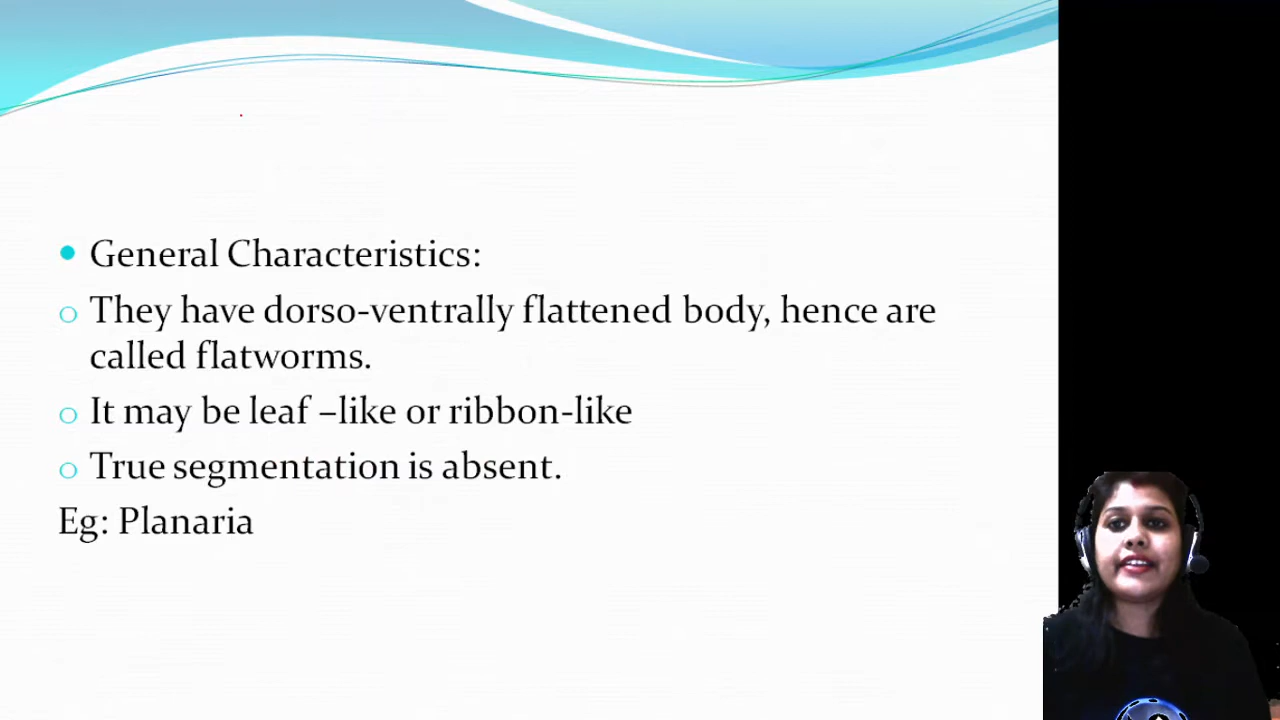 General Characteristics:
They have dorso-ventrally flattened body, hence are
called flatworms.
It may be leaf –like or ribbon-like
True segmentation is absent.
Eg: Planaria